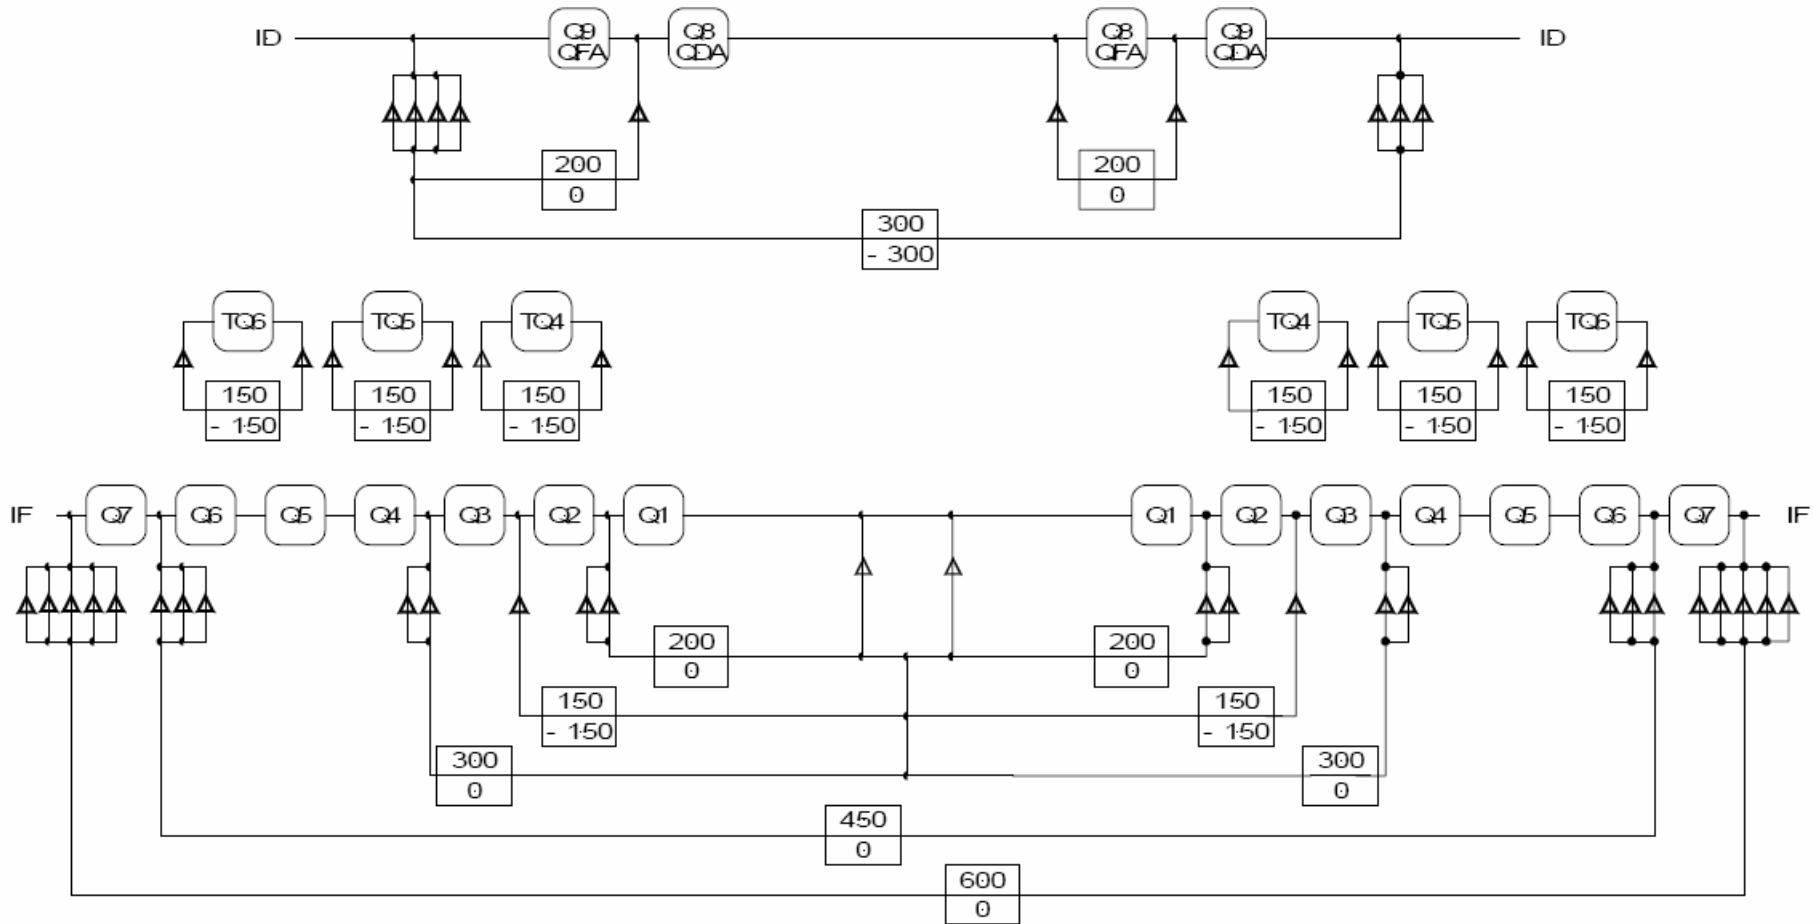 ID Q9 Q8 Q8 Q9 ID
QFA QDA QFA QDA
200 200
0 0
300
- 300
TQ6 TQ5 TQ4 TQ4 TQ5 TQ6
150 150 150 150 150 150
- 150 - 150 - 150 - 150 - 150 - 150
IF Q7 Q6 Q5 Q4 Q3 Q2 Q1 Q1 Q2 Q3 Q4 Q5 Q6 Q7 IF
200 200
0 0
150 150
- 150 - 150
300 300
0 0
450
0
600
0